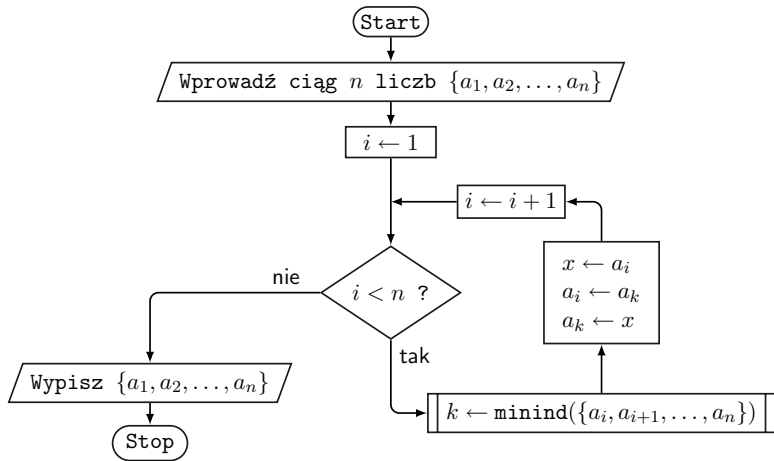 Start
Wprowadź ciąg n liczb {a₁, a₂, . . . , aₙ}
i ← 1
i ← i + 1
x ← aᵢ
aᵢ ← aₖ
aₖ ← x
nie
i < n ?
tak
Wypisz {a₁, a₂, . . . , aₙ}
k ← minind({aᵢ, aᵢ₊₁, . . . , aₙ})
Stop